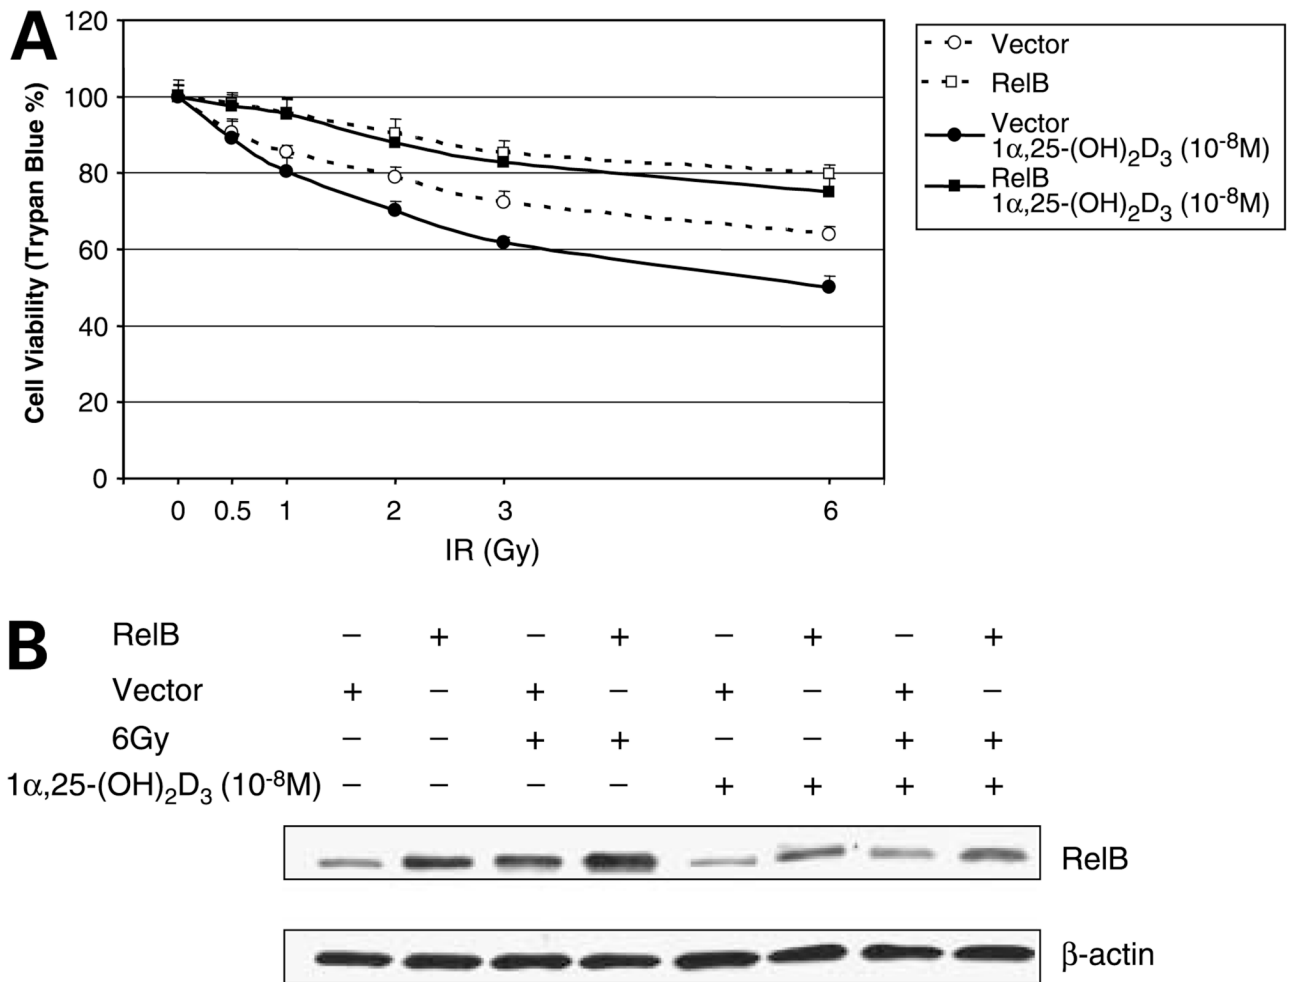 A
120
100
80
60
40
20
0
Cell Viability (Trypan Blue %)
0 0.5 1 2 3 6
IR (Gy)
Vector
RelB
Vector
1α,25-(OH)₂D₃ (10⁻⁸M)
RelB
1α,25-(OH)₂D₃ (10⁻⁸M)
B
RelB − + − + − + − +
Vector + − + − + − + −
6Gy − − + + − − + +
1α,25-(OH)₂D₃ (10⁻⁸M) − − − − + + + +
RelB
β-actin